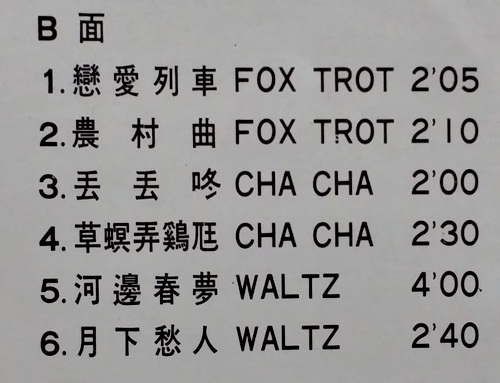 B 面
1. 戀愛列車 FOX TROT 2'05
2. 農村曲 FOX TROT 2'10
3. 丟丟咚 CHA CHA 2'00
4. 草螟弄鷄尫 CHA CHA 2'30
5. 河邊春夢 WALTZ 4'00
6. 月下愁人 WALTZ 2'40